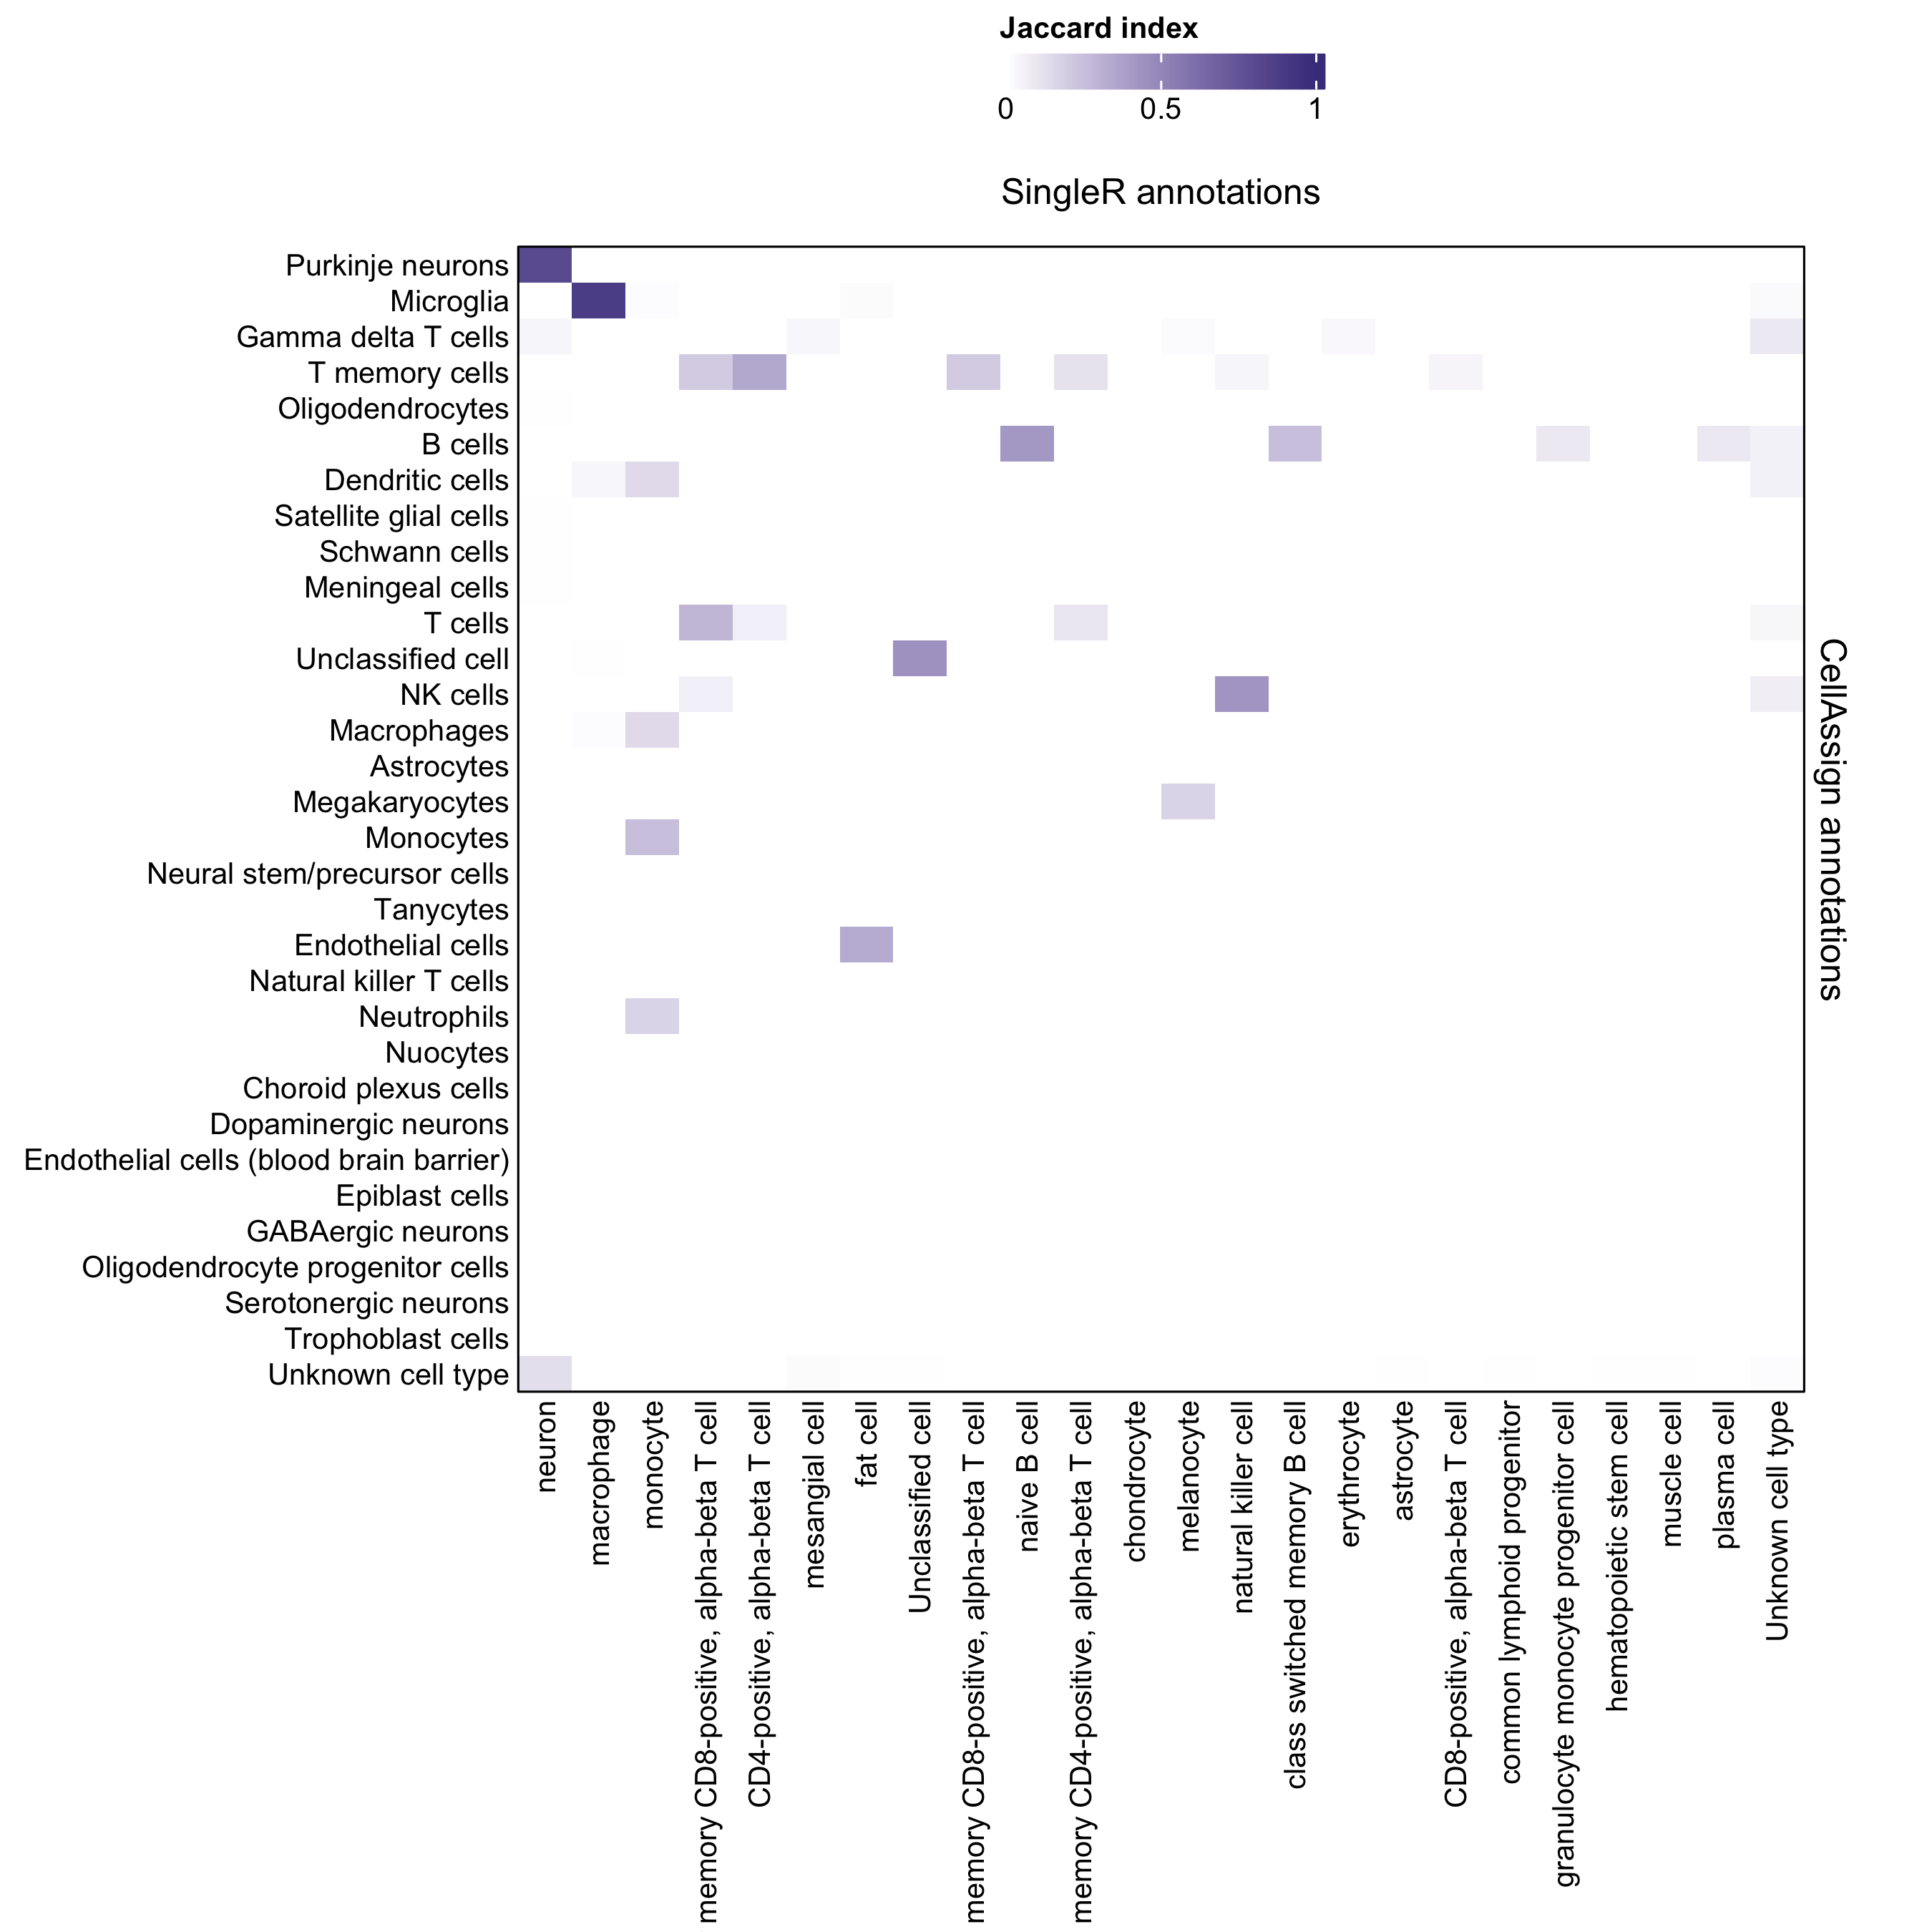 Jaccard index
0 0.5 1
SingleR annotations
Purkinje neurons
Microglia
Gamma delta T cells
T memory cells
Oligodendrocytes
B cells
Dendritic cells
Satellite glial cells
Schwann cells
Meningeal cells
T cells
Unclassified cell
NK cells
Macrophages
Astrocytes
Megakaryocytes
Monocytes
Neural stem/precursor cells
Tanycytes
Endothelial cells
Natural killer T cells
Neutrophils
Nuocytes
Choroid plexus cells
Dopaminergic neurons
Endothelial cells (blood brain barrier)
Epiblast cells
GABAergic neurons
Oligodendrocyte progenitor cells
Serotonergic neurons
Trophoblast cells
Unknown cell type
CellAssign annotations
neuron
macrophage
monocyte
memory CD8-positive, alpha-beta T cell
CD4-positive, alpha-beta T cell
mesangial cell
fat cell
Unclassified cell
memory CD8-positive, alpha-beta T cell
naive B cell
memory CD4-positive, alpha-beta T cell
chondrocyte
melanocyte
natural killer cell
class switched memory B cell
erythrocyte
astrocyte
CD8-positive, alpha-beta T cell
common lymphoid progenitor
granulocyte monocyte progenitor cell
hematopoietic stem cell
muscle cell
plasma cell
Unknown cell type